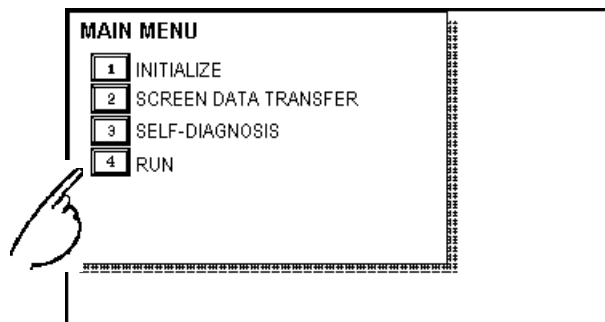 MAIN MENU
1 INITIALIZE
2 SCREEN DATA TRANSFER
3 SELF-DIAGNOSIS
4 RUN